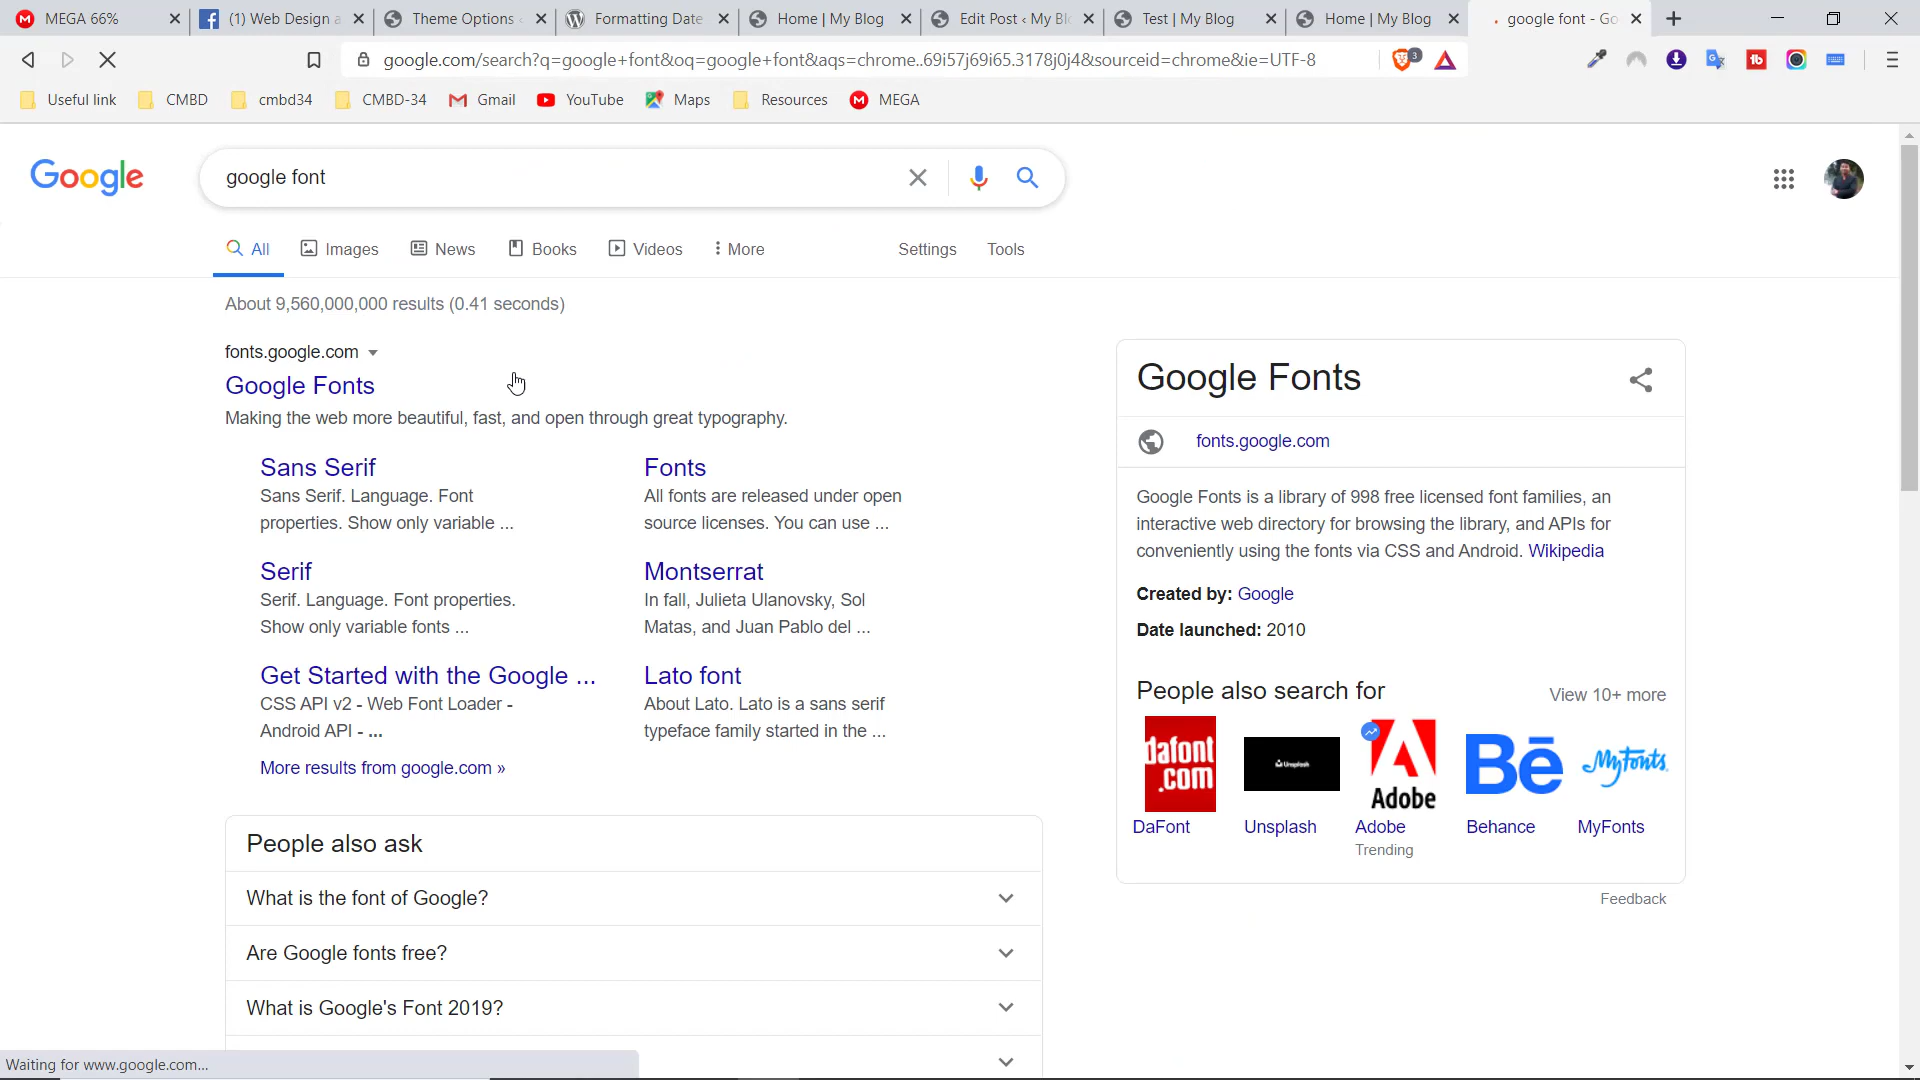 MEGA 66%
(1) Web Design a
Theme Options
Formatting Date
Home | My Blog
Edit Post ‹ My Bl
Test | My Blog
Home | My Blog
google font - Go
google.com/search?q=google+font&oq=google+font&aqs=chrome..69i57j69i65.3178j0j4&sourceid=chrome&ie=UTF-8
3
Useful link
CMBD
cmbd34
CMBD-34
Gmail
YouTube
Maps
Resources
MEGA
Google
google font
All
Images
News
Books
Videos
More
Settings
Tools
About 9,560,000,000 results (0.41 seconds)
fonts.google.com
Google Fonts
Making the web more beautiful, fast, and open through great typography.
Sans Serif
Sans Serif. Language. Font
properties. Show only variable ...
Fonts
All fonts are released under open
source licenses. You can use ...
Serif
Serif. Language. Font properties.
Show only variable fonts ...
Montserrat
In fall, Julieta Ulanovsky, Sol
Matas, and Juan Pablo del ...
Get Started with the Google ...
CSS API v2 - Web Font Loader -
Android API - ...
Lato font
About Lato. Lato is a sans serif
typeface family started in the ...
More results from google.com »
People also ask
What is the font of Google?
Are Google fonts free?
What is Google's Font 2019?
Google Fonts
fonts.google.com
Google Fonts is a library of 998 free licensed font families, an
interactive web directory for browsing the library, and APIs for
conveniently using the fonts via CSS and Android. Wikipedia
Created by: Google
Date launched: 2010
People also search for
View 10+ more
dafont
.com
Unsplash
Adobe
Bē
MyFonts
DaFont
Unsplash
Adobe
Behance
MyFonts
Trending
Feedback
Waiting for www.google.com...